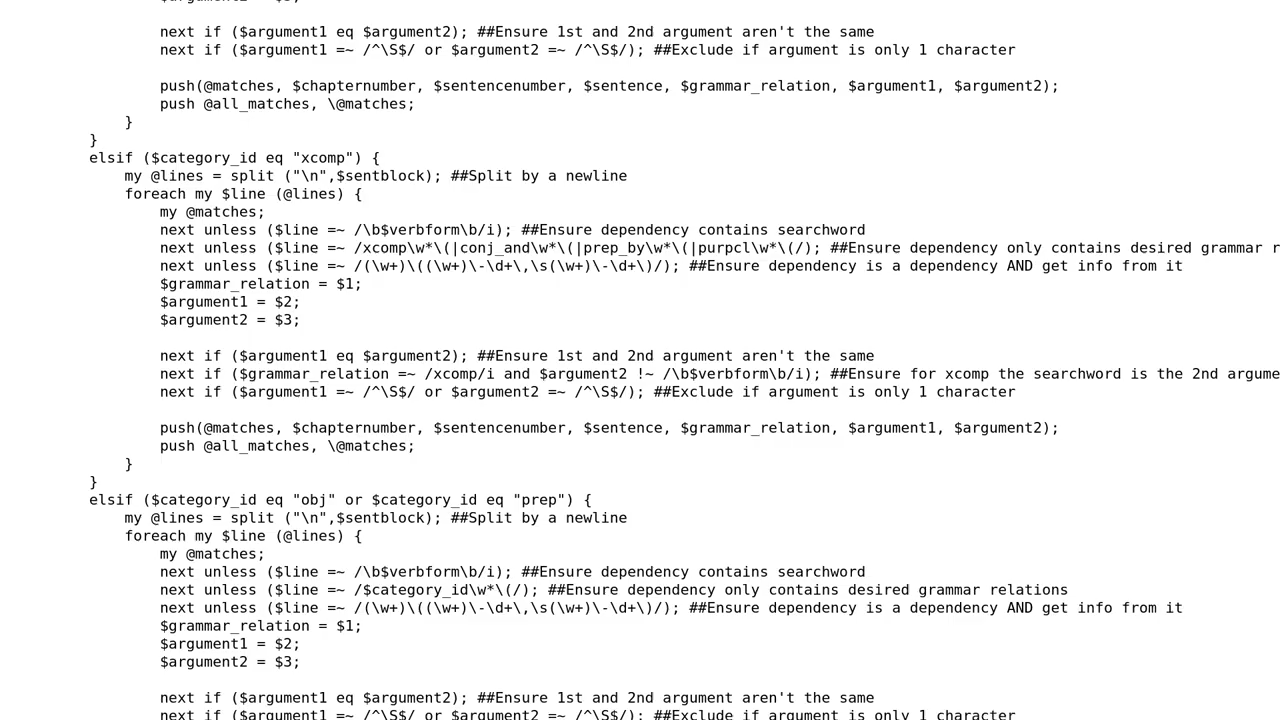 next if ($argument1 eq $argument2); ##Ensure 1st and 2nd argument aren't the same
next if ($argument1 =~ /^\S$/ or $argument2 =~ /^\S$/); ##Exclude if argument is only 1 character
push(@matches, $chapternumber, $sentencenumber, $sentence, $grammar_relation, $argument1, $argument2);
push @all_matches, \@matches;
}
}
elsif ($category_id eq "xcomp") {
my @lines = split ("\n",$sentblock); ##Split by a newline
foreach my $line (@lines) {
my @matches;
next unless ($line =~ /\b$verbform\b/i); ##Ensure dependency contains searchword
next unless ($line =~ /xcomp\w*\(|conj_and\w*\(|prep_by\w*\(|purpcl\w*\(/); ##Ensure dependency only contains desired grammar r
next unless ($line =~ /(\w+)\((\w+)\-\d+\,\s(\w+)\-\d+\)/); ##Ensure dependency is a dependency AND get info from it
$grammar_relation = $1;
$argument1 = $2;
$argument2 = $3;
next if ($argument1 eq $argument2); ##Ensure 1st and 2nd argument aren't the same
next if ($grammar_relation =~ /xcomp/i and $argument2 !~ /\b$verbform\b/i); ##Ensure for xcomp the searchword is the 2nd argume
next if ($argument1 =~ /^\S$/ or $argument2 =~ /^\S$/); ##Exclude if argument is only 1 character
push(@matches, $chapternumber, $sentencenumber, $sentence, $grammar_relation, $argument1, $argument2);
push @all_matches, \@matches;
}
}
elsif ($category_id eq "obj" or $category_id eq "prep") {
my @lines = split ("\n",$sentblock); ##Split by a newline
foreach my $line (@lines) {
my @matches;
next unless ($line =~ /\b$verbform\b/i); ##Ensure dependency contains searchword
next unless ($line =~ /$category_id\w*\(/); ##Ensure dependency only contains desired grammar relations
next unless ($line =~ /(\w+)\((\w+)\-\d+\,\s(\w+)\-\d+\)/); ##Ensure dependency is a dependency AND get info from it
$grammar_relation = $1;
$argument1 = $2;
$argument2 = $3;
next if ($argument1 eq $argument2); ##Ensure 1st and 2nd argument aren't the same
next if ($argument1 =~ /^\S$/ or $argument2 =~ /^\S$/); ##Exclude if argument is only 1 character